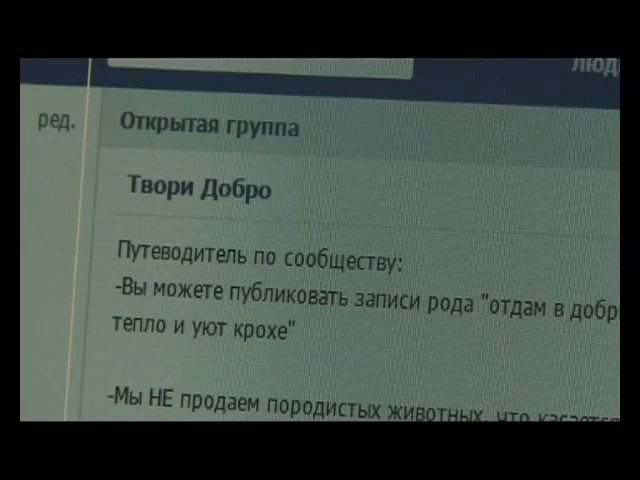 люд
ред.
Открытая группа
Твори Добро
Путеводитель по сообществу:
-Вы можете публиковать записи рода "отдам в добр
тепло и уют крохе"
-Мы НЕ продаем породистых животных, что касается